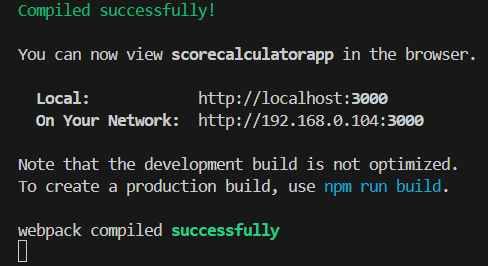 Compiled successfully!
You can now view scorecalculatorapp in the browser.
Local: http://localhost:3000
On Your Network: http://192.168.0.104:3000
Note that the development build is not optimized.
To create a production build, use npm run build.
webpack compiled successfully